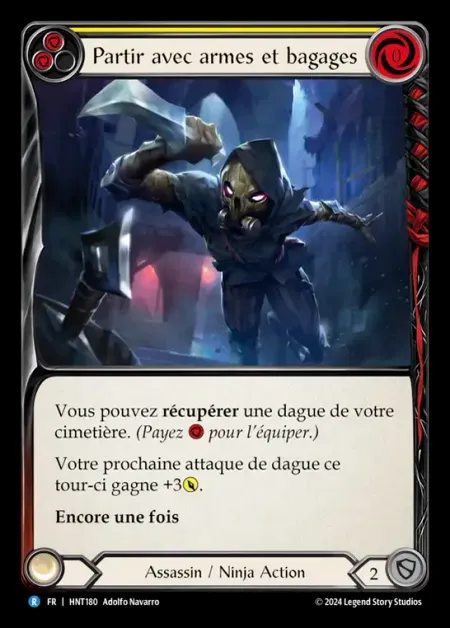 Partir avec armes et bagages
0
Vous pouvez récupérer une dague de votre
cimetière. (Payez pour l'équiper.)
Votre prochaine attaque de dague ce
tour-ci gagne +3.
Encore une fois
Assassin / Ninja Action
2
R FR | HNT180 Adolfo Navarro
© 2024 Legend Story Studios